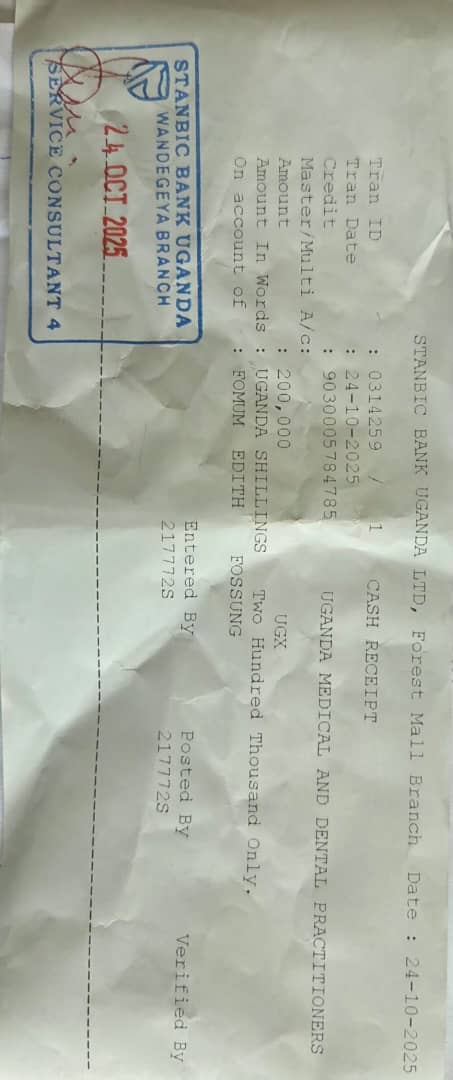 STANBIC BANK UGANDA LTD, Forest Mall Branch Date : 24-10-2025
CASH RECEIPT
Tran ID : 0314259 / 1
Tran Date : 24-10-2025
Credit : 9030005784785 UGANDA MEDICAL AND DENTAL PRACTITIONERS
Master/Multi A/c:
Amount : 200,000 UGX
Amount In Words : UGANDA SHILLINGS Two Hundred Thousand Only.
On account of : FOMUM EDITH FOSSUNG
Entered By Posted By Verified By
217772S 217772S
STANBIC BANK UGANDA
WANDEGEYA BRANCH
24 OCT 2025
SERVICE CONSULTANT 4